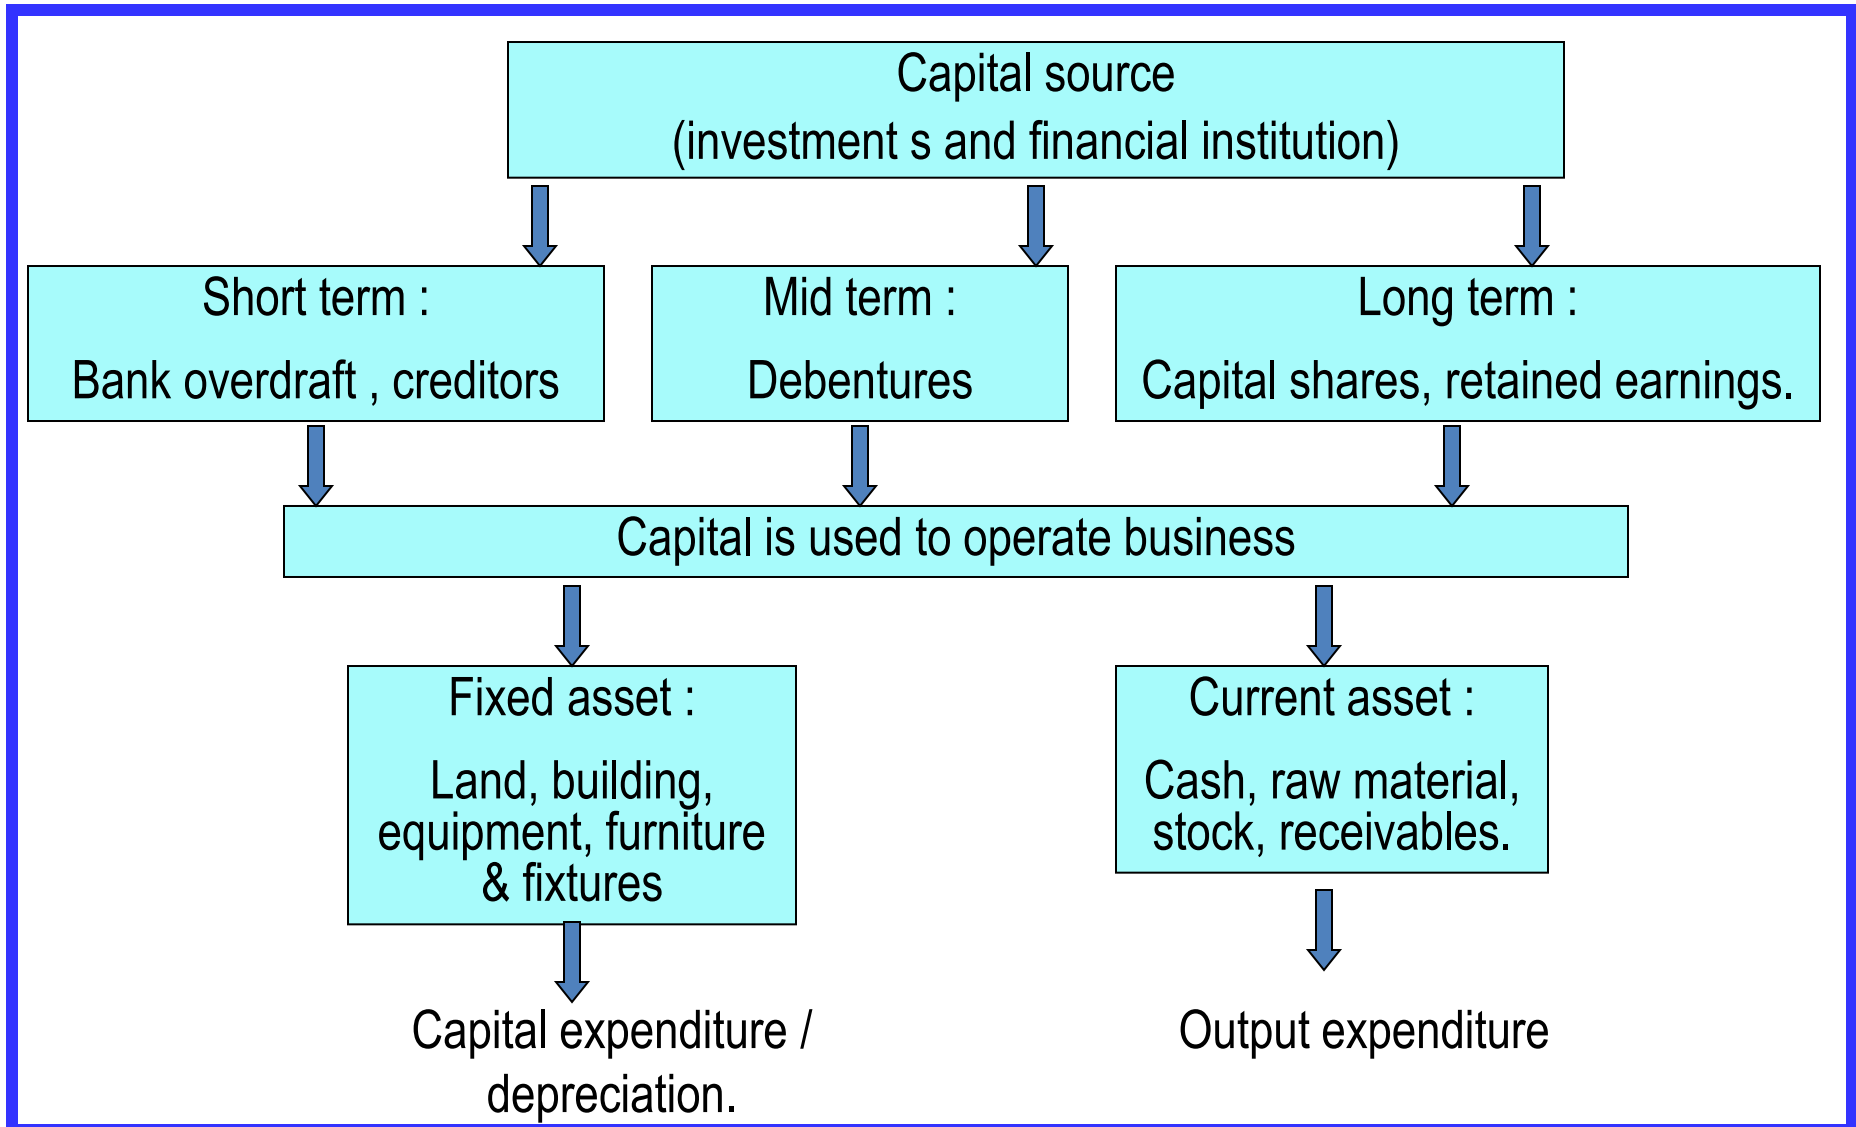 Capital source
(investment s and financial institution)
Short term :
Bank overdraft , creditors
Mid term :
Debentures
Long term :
Capital shares, retained earnings.
Capital is used to operate business
Fixed asset :
Land, building,
equipment, furniture
& fixtures
Current asset :
Cash, raw material,
stock, receivables.
Capital expenditure /
depreciation.
Output expenditure